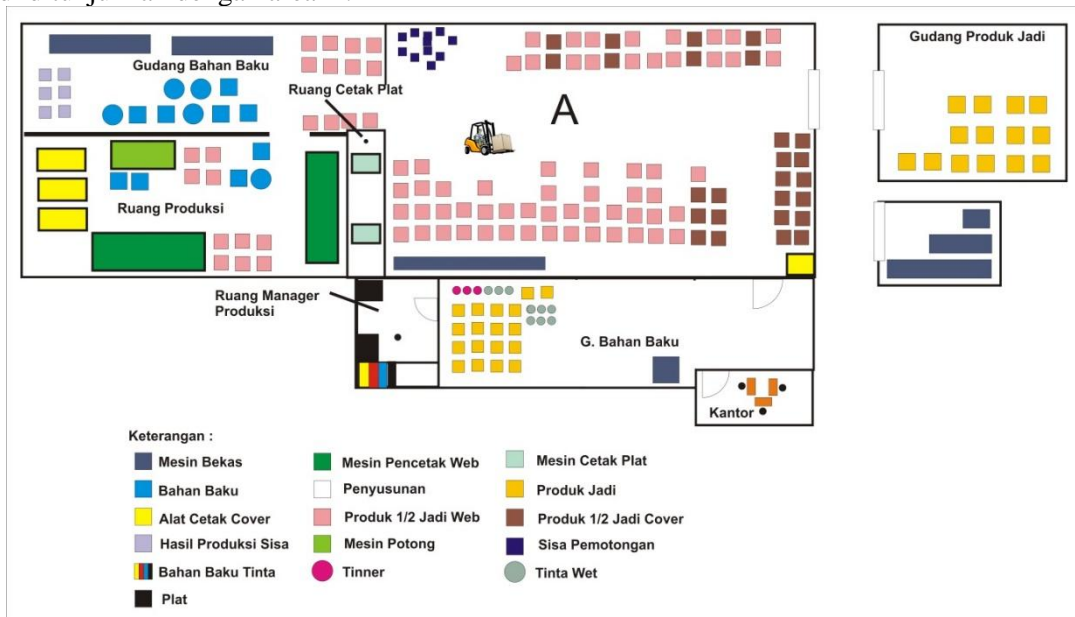 Gudang Bahan Baku
Ruang Cetak Plat
A
Gudang Produk Jadi
Ruang Produksi
Ruang Manager
Produksi
G. Bahan Baku
Kantor
Keterangan :
Mesin Bekas
Mesin Pencetak Web
Mesin Cetak Plat
Bahan Baku
Penyusunan
Produk Jadi
Alat Cetak Cover
Produk 1/2 Jadi Web
Produk 1/2 Jadi Cover
Hasil Produksi Sisa
Mesin Potong
Sisa Pemotongan
Bahan Baku Tinta
Tinner
Tinta Wet
Plat